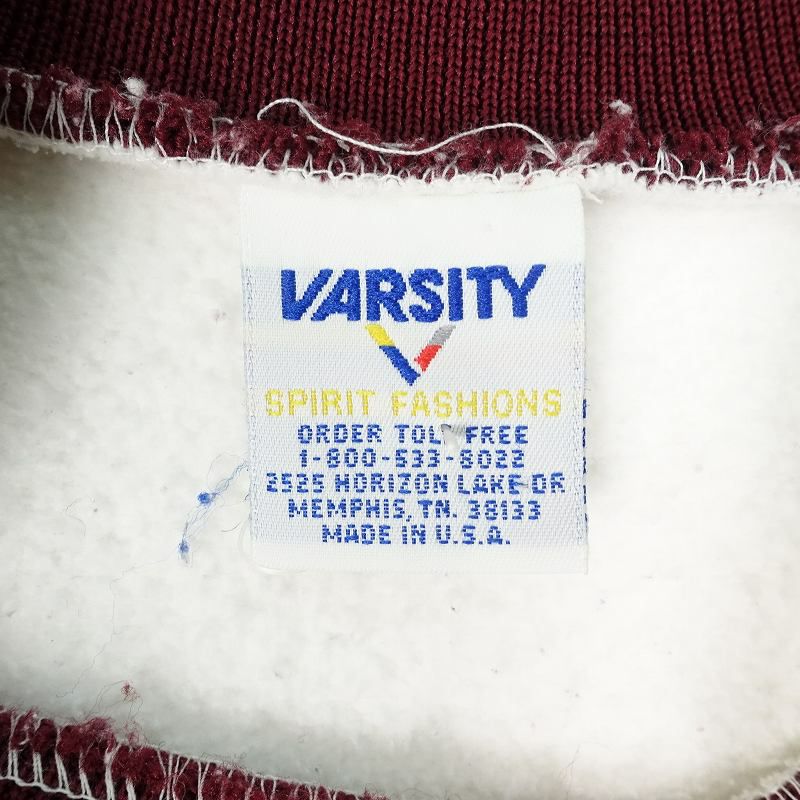 VARSITY
SPIRIT FASHIONS
ORDER TOLL FREE
1-800-533-8022
2525 HORIZON LAKE DR
MEMPHIS, TN. 38133
MADE IN U.S.A.